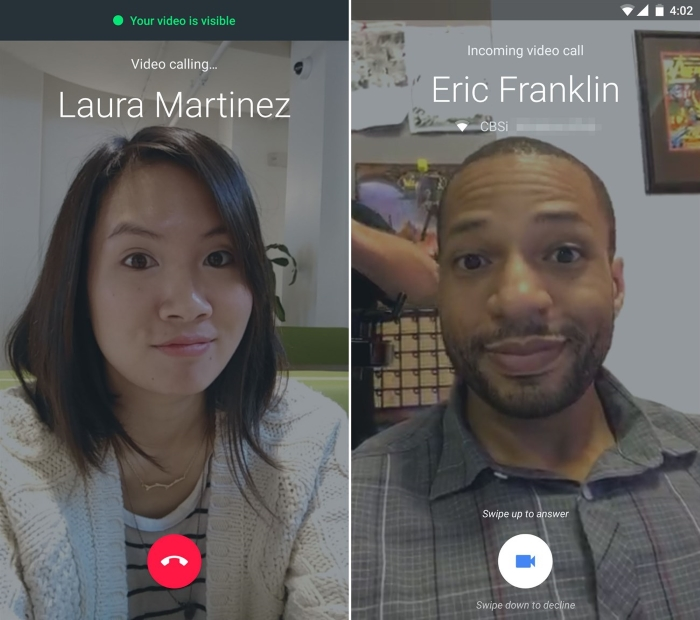 Your video is visible
Video calling...
Laura Martinez
4:02
Incoming video call
Eric Franklin
CBSi
Swipe up to answer
Swipe down to decline